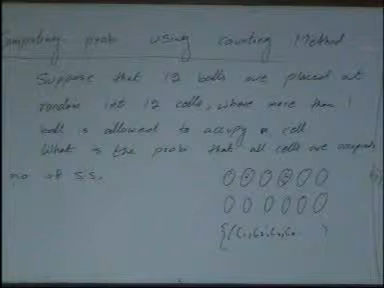 Computing prob using counting Method
Suppose that 12 balls are placed at
random into 12 cells, where more than 1
ball is allowed to occupy a cell
What is the prob that all cells are occupied
no of S.S.